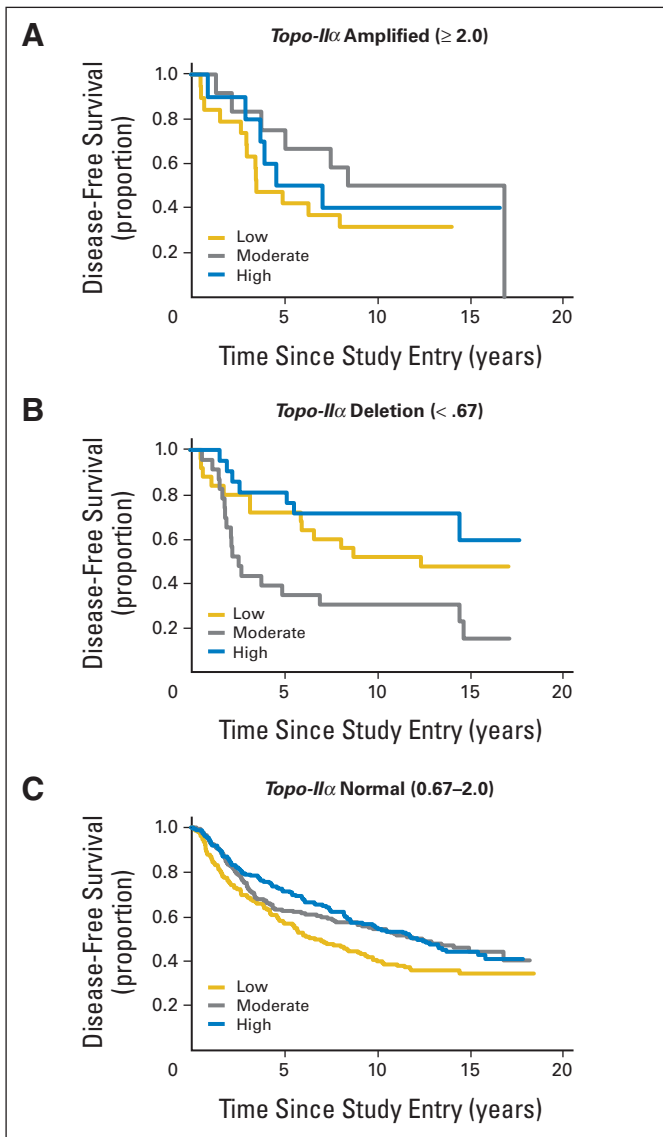 A
Topo-IIα Amplified (≥ 2.0)
Disease-Free Survival
(proportion)
1.0
0.8
0.6
0.4
0.2
Low
Moderate
High
0 5 10 15 20
Time Since Study Entry (years)
B
Topo-IIα Deletion (< .67)
Disease-Free Survival
(proportion)
1.0
0.8
0.6
0.4
0.2
Low
Moderate
High
0 5 10 15 20
Time Since Study Entry (years)
C
Topo-IIα Normal (0.67–2.0)
Disease-Free Survival
(proportion)
1.0
0.8
0.6
0.4
0.2
Low
Moderate
High
0 5 10 15 20
Time Since Study Entry (years)